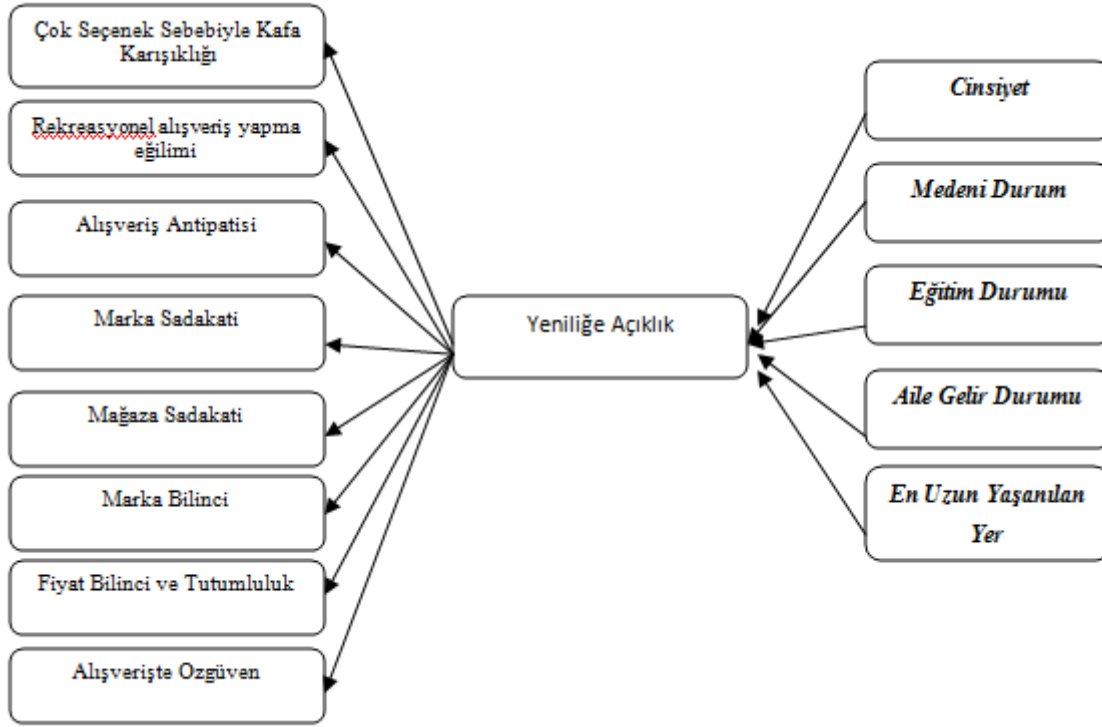 Çok Seçenek Sebebiyle Kafa
Karışıklığı
Rekreasyonel alışveriş yapma
eğilimi
Alışveriş Antipatisi
Marka Sadakati
Mağaza Sadakati
Marka Bilinci
Fiyat Bilinci ve Tutumluluk
Alışverişte Ozgüven
Yeniliğe Açıklık
Cinsiyet
Medeni Durum
Eğitim Durumu
Aile Gelir Durumu
En Uzun Yaşanılan
Yer